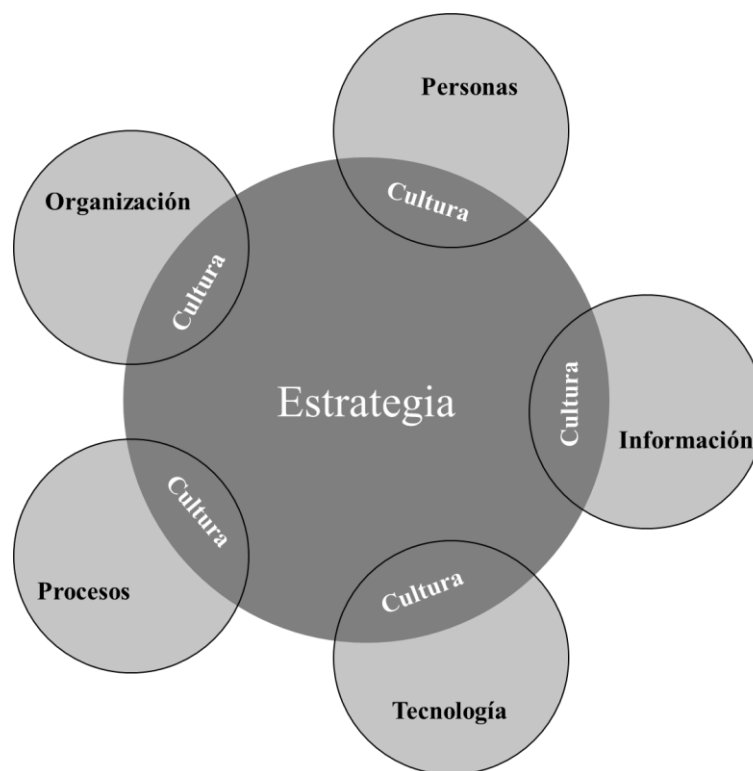 Personas
Cultura
Organización
Cultura
Estrategia
Cultura
Información
Cultura
Procesos
Cultura
Tecnología